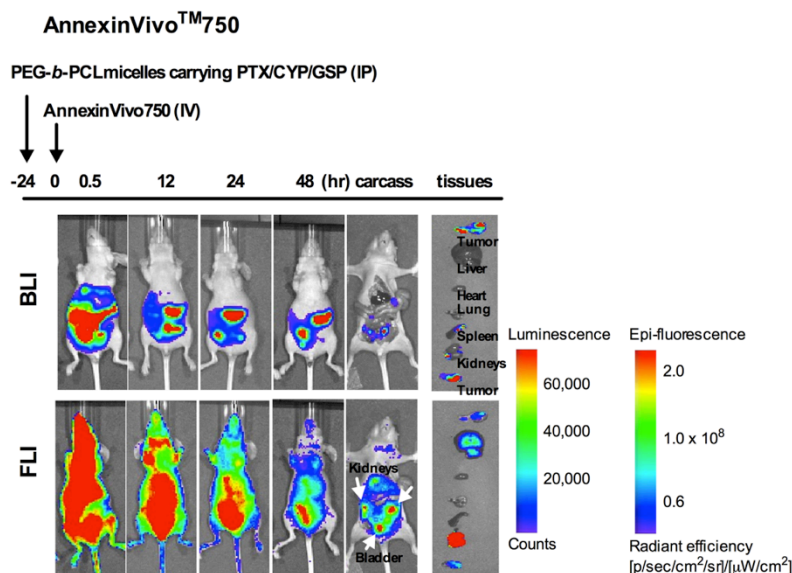 AnnexinVivoTM750
PEG-b-PCLmicelles carrying PTX/CYP/GSP (IP)
AnnexinVivo750 (IV)
-24 0 0.5 12 24 48 (hr) carcass tissues
BLI
Tumor
Liver
Heart
Lung
Spleen
Kidneys
Tumor
Luminescence
60,000
40,000
20,000
Counts
Epi-fluorescence
2.0
1.0 x 10⁸
0.6
Radiant efficiency
[p/sec/cm²/sr]/[µW/cm²]
FLI
Kidneys
Bladder